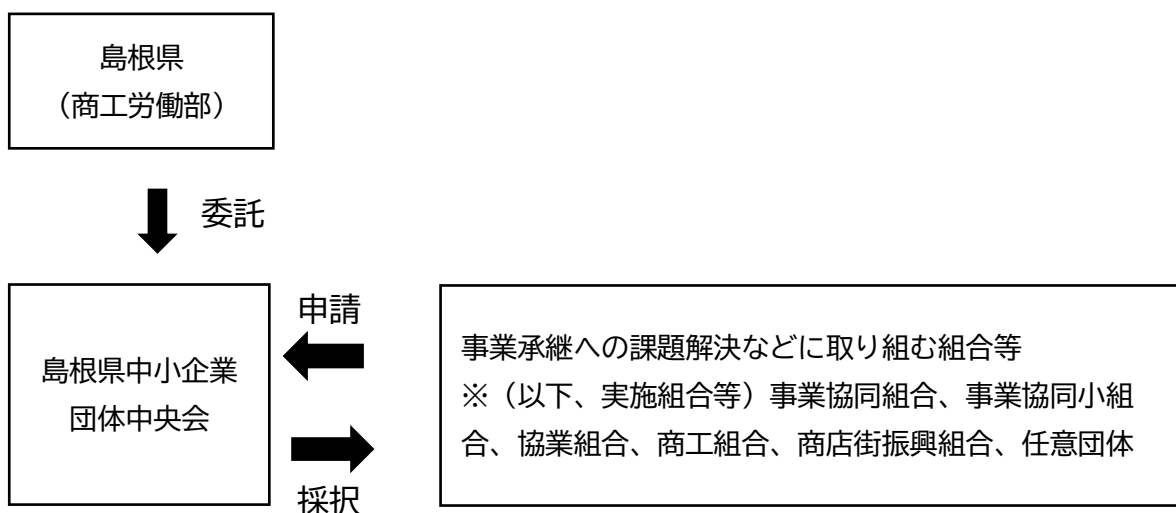 島根県
（商工労働部）
委託
島根県中小企業
団体中央会
申請
採択
事業承継への課題解決などに取り組む組合等
※（以下、実施組合等）事業協同組合、事業協同小組
合、協業組合、商工組合、商店街振興組合、任意団体